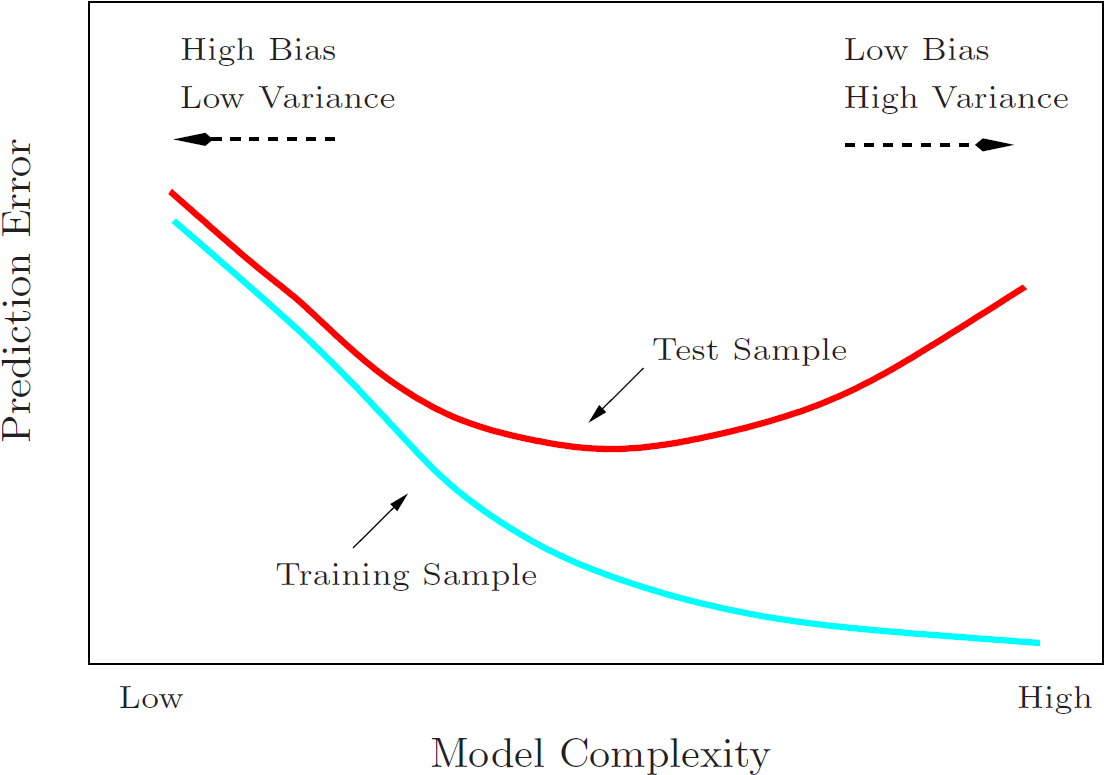 High Bias
Low Variance
Low Bias
High Variance
Prediction Error
Test Sample
Training Sample
Low
High
Model Complexity